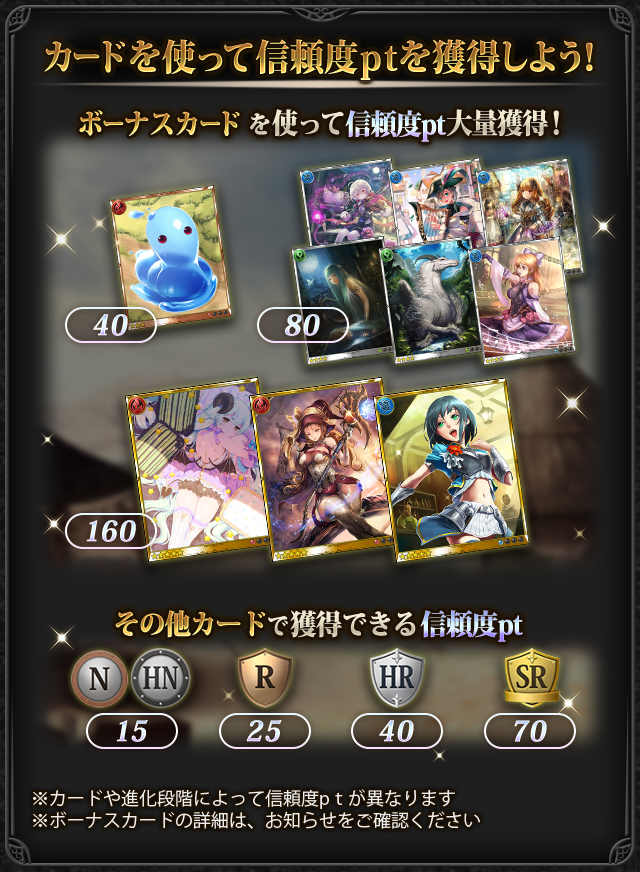 カードを使って信頼度ptを獲得しよう!
ボーナスカード を使って信頼度pt大量獲得!
40
80
160
その他カードで獲得できる信頼度pt
N HN R HR SR
15 25 40 70
※カードや進化段階によって信頼度ｐｔが異なります
※ボーナスカードの詳細は、お知らせをご確認ください